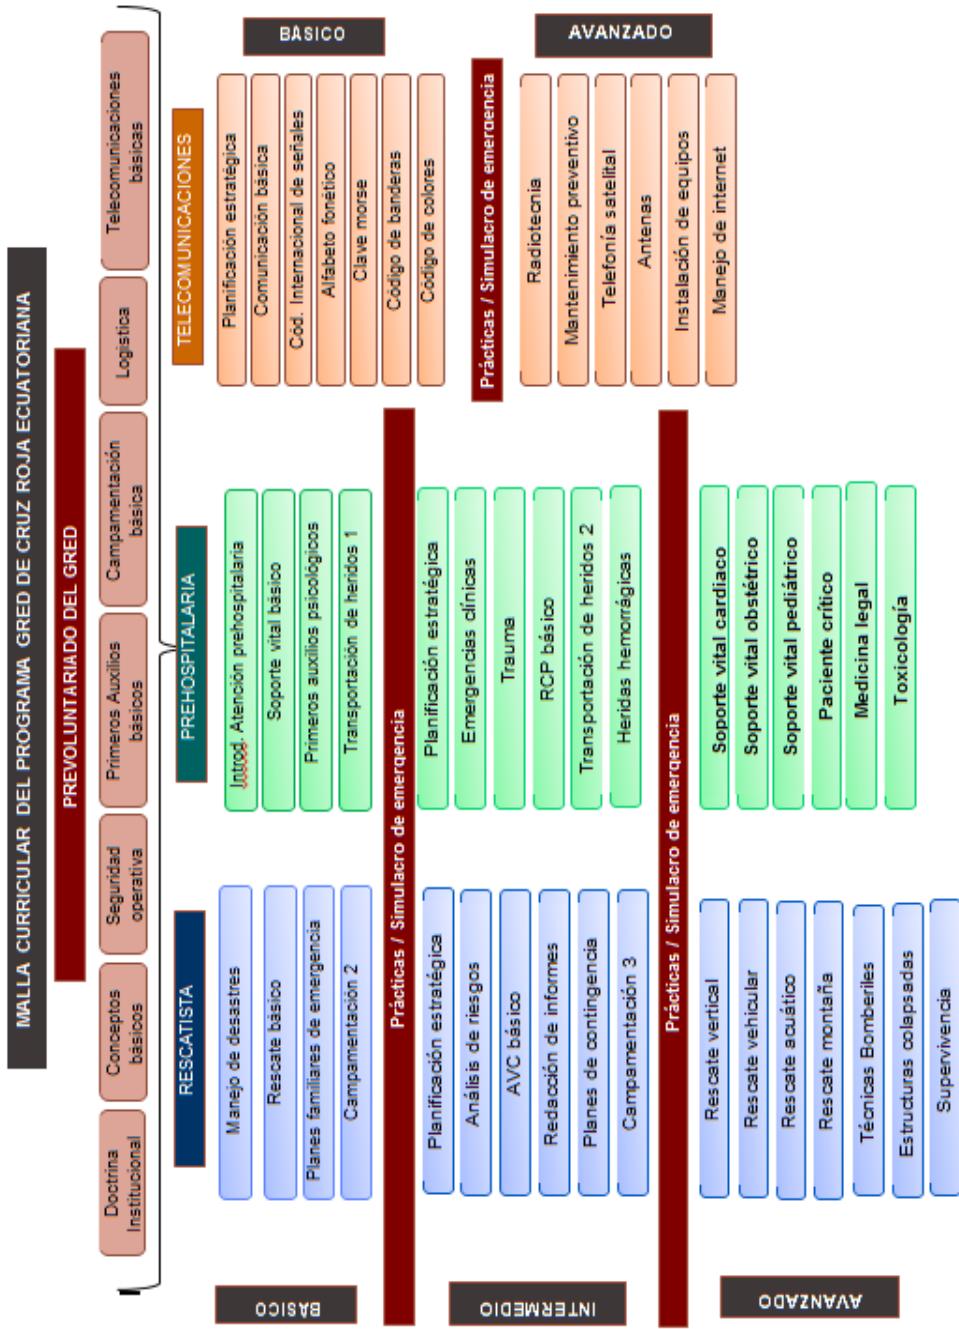 MALLA CURRICULAR DEL PROGRAMA GRED DE CRUZ ROJA ECUATORIANA
PREVOLUNTARIADO DEL GRED
Doctrina
Institucional
Conceptos
básicos
Seguridad
operativa
Primeros Auxilios
básicos
Campamentación
básica
Logistica
Telecomunicaciones
básicas
RESCATISTA
PREHOSPITALARIA
TELECOMUNICACIONES
BÁSICO
Manejo de desastres
Rescate básico
Planes familiares de emergencia
Campamentación 2
Introd. Atención prehospitalaria
Soporte vital básico
Primeros auxilios psicológicos
Transportación de heridos 1
Planificación estratégica
Comunicación básica
Cód. Internacional de señales
Alfabeto fonético
Clave morse
Código de banderas
Código de colores
BÁSICO
Prácticas / Simulacro de emergencia
INTERMEDIO
Planificación estratégica
Análisis de riesgos
AVC básico
Redacción de informes
Planes de contingencia
Campamentación 3
Planificación estratégica
Emergencias clínicas
Trauma
RCP básico
Transportación de heridos 2
Heridas hemorrágicas
Prácticas / Simulacro de emergencia
Radiotecnia
Mantenimiento preventivo
Telefonía satelital
Antenas
Instalación de equipos
Manejo de internet
AVANZADO
Prácticas / Simulacro de emergencia
AVANZADO
Rescate vertical
Rescate vehicular
Rescate acuático
Rescate montaña
Técnicas Bomberiles
Estructuras colapsadas
Supervivencia
Soporte vital cardiaco
Soporte vital obstétrico
Soporte vital pediátrico
Paciente crítico
Medicina legal
Toxicología